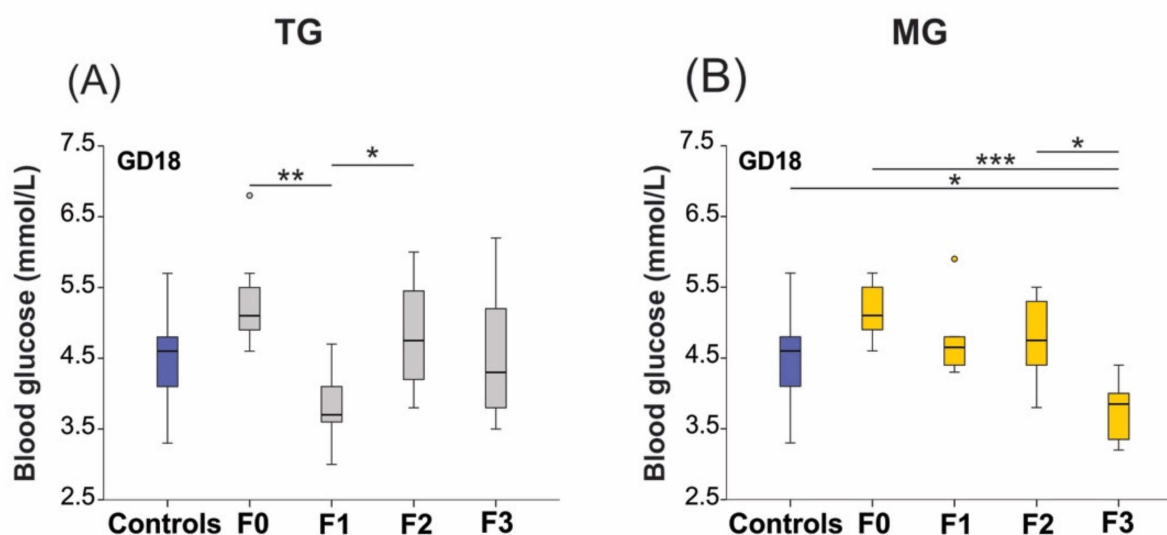 TG
MG
(A)
(B)
Blood glucose (mmol/L)
7.5
6.5
5.5
4.5
3.5
2.5
GD18
**
*
Controls F0 F1 F2 F3
Blood glucose (mmol/L)
7.5
6.5
5.5
4.5
3.5
2.5
GD18
*
***
*
Controls F0 F1 F2 F3